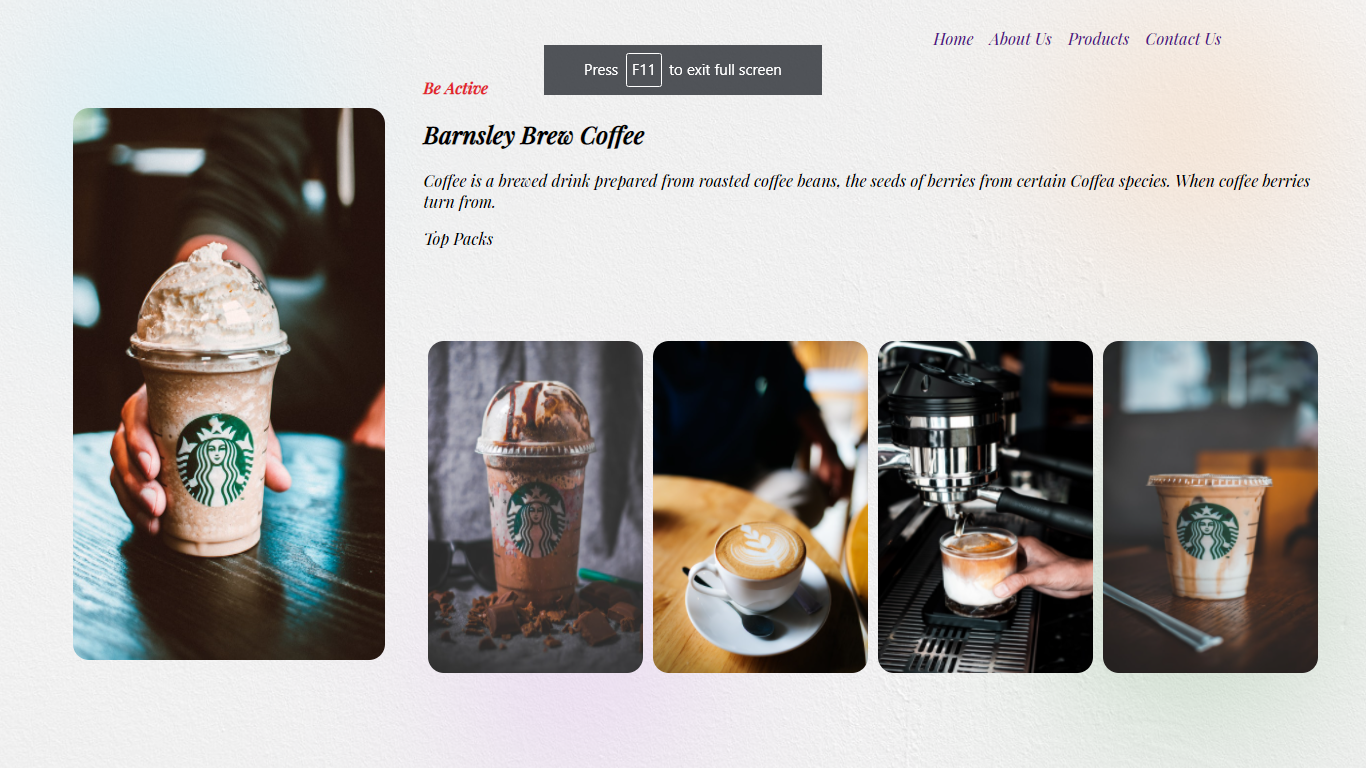 Home About Us Products Contact Us
Press F11 to exit full screen
Be Active
Barnsley Brew Coffee
Coffee is a brewed drink prepared from roasted coffee beans, the seeds of berries from certain Coffea species. When coffee berries
turn from.
Top Packs